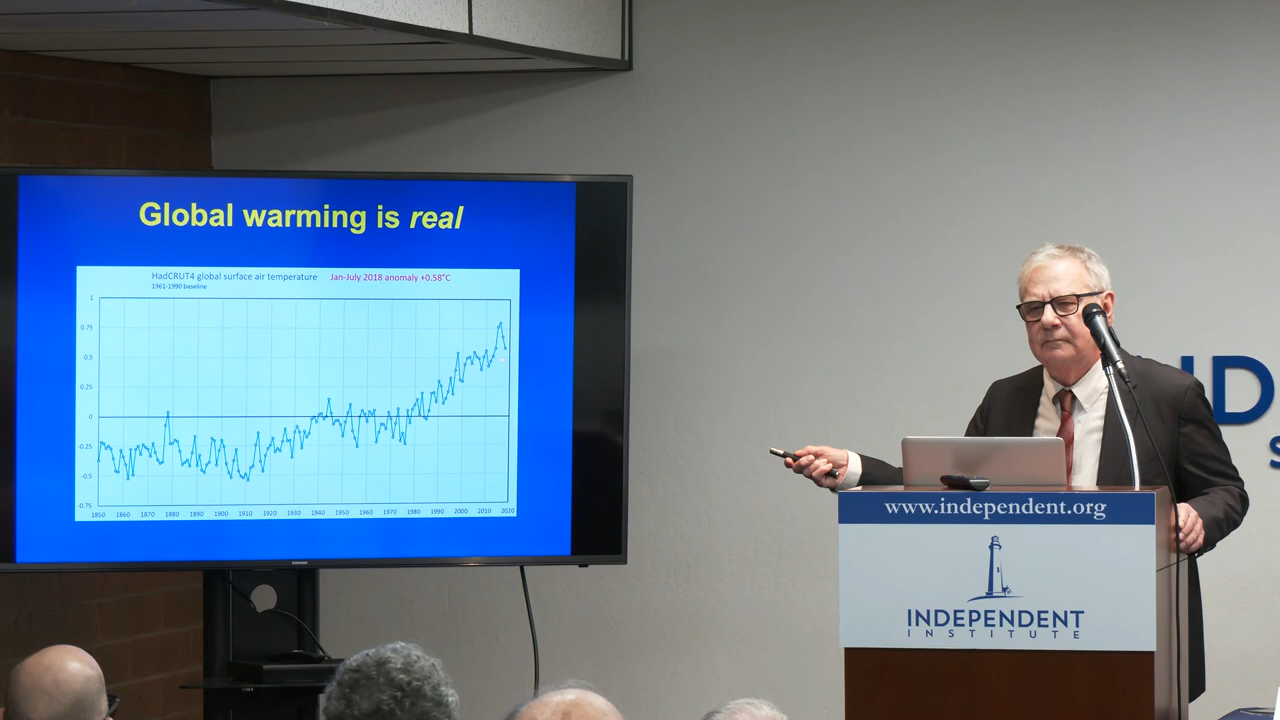 Global warming is real
HadCRUT4 global surface air temperature Jan-July 2018 anomaly +0.58°C
1961-1990 baseline
1
0.75
0.5
0.25
0
-0.25
-0.5
-0.75
1850 1860 1870 1880 1890 1900 1910 1920 1930 1940 1950 1960 1970 1980 1990 2000 2010 2020
SAMSUNG
IND
S
www.independent.org
INDEPENDENT
INSTITUTE